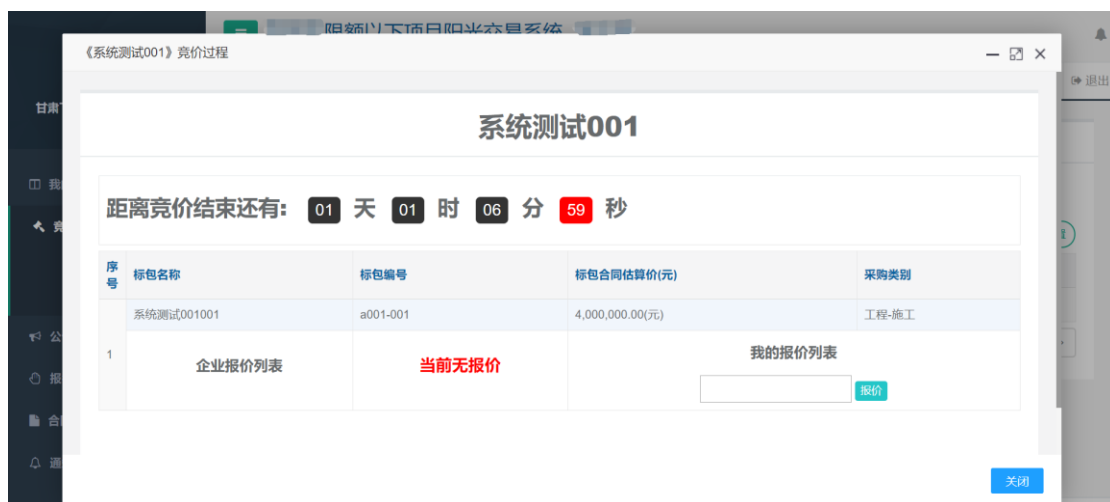 限额以下项目阳光交易系统
《系统测试001》竞价过程
退出
甘肃
系统测试001
我
距离竞价结束还有: 01 天 01 时 06 分 59 秒
竞
序号 标包名称 标包编号 标包合同估算价(元) 采购类别
系统测试001001 a001-001 4,000,000.00(元) 工程-施工
公
1 企业报价列表 当前无报价 我的报价列表
报
报价
合
通
关闭